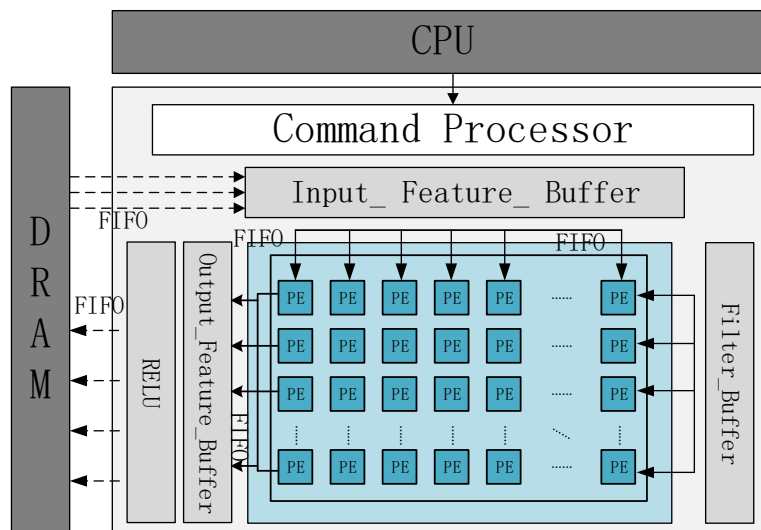 CPU
Command Processor
Input_ Feature_ Buffer
DRAM
FIFO
FIFO
FIFO
FIFO
RELU
Output_Feature_Buffer
FIFO
Filter_Buffer
PE PE PE PE PE ...... PE
PE PE PE PE PE ...... PE
PE PE PE PE PE ...... PE
...... ...... ...... ...... ...... ...... ......
PE PE PE PE PE ...... PE